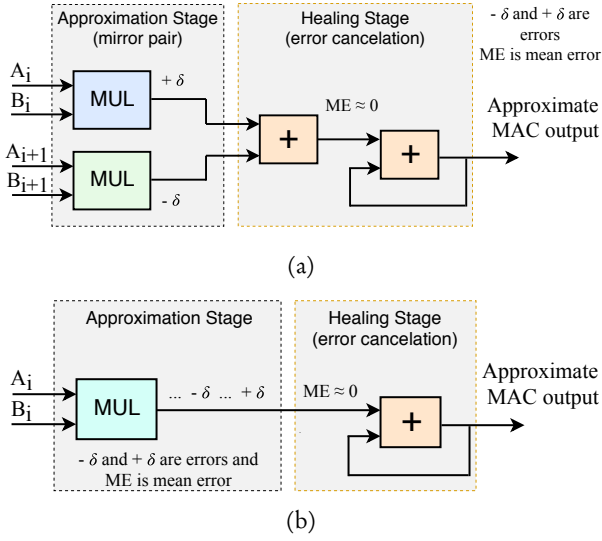 Approximation Stage
(mirror pair)
Healing Stage
(error cancelation)
- δ and + δ are
errors
ME is mean error
Ai
Bi
MUL
+ δ
Ai+1
Bi+1
MUL
- δ
+
ME ≈ 0
+
Approximate
MAC output
(a)
Approximation Stage
Healing Stage
(error cancelation)
Ai
Bi
MUL
... - δ ... + δ
ME ≈ 0
+
Approximate
MAC output
- δ and + δ are errors and
ME is mean error
(b)